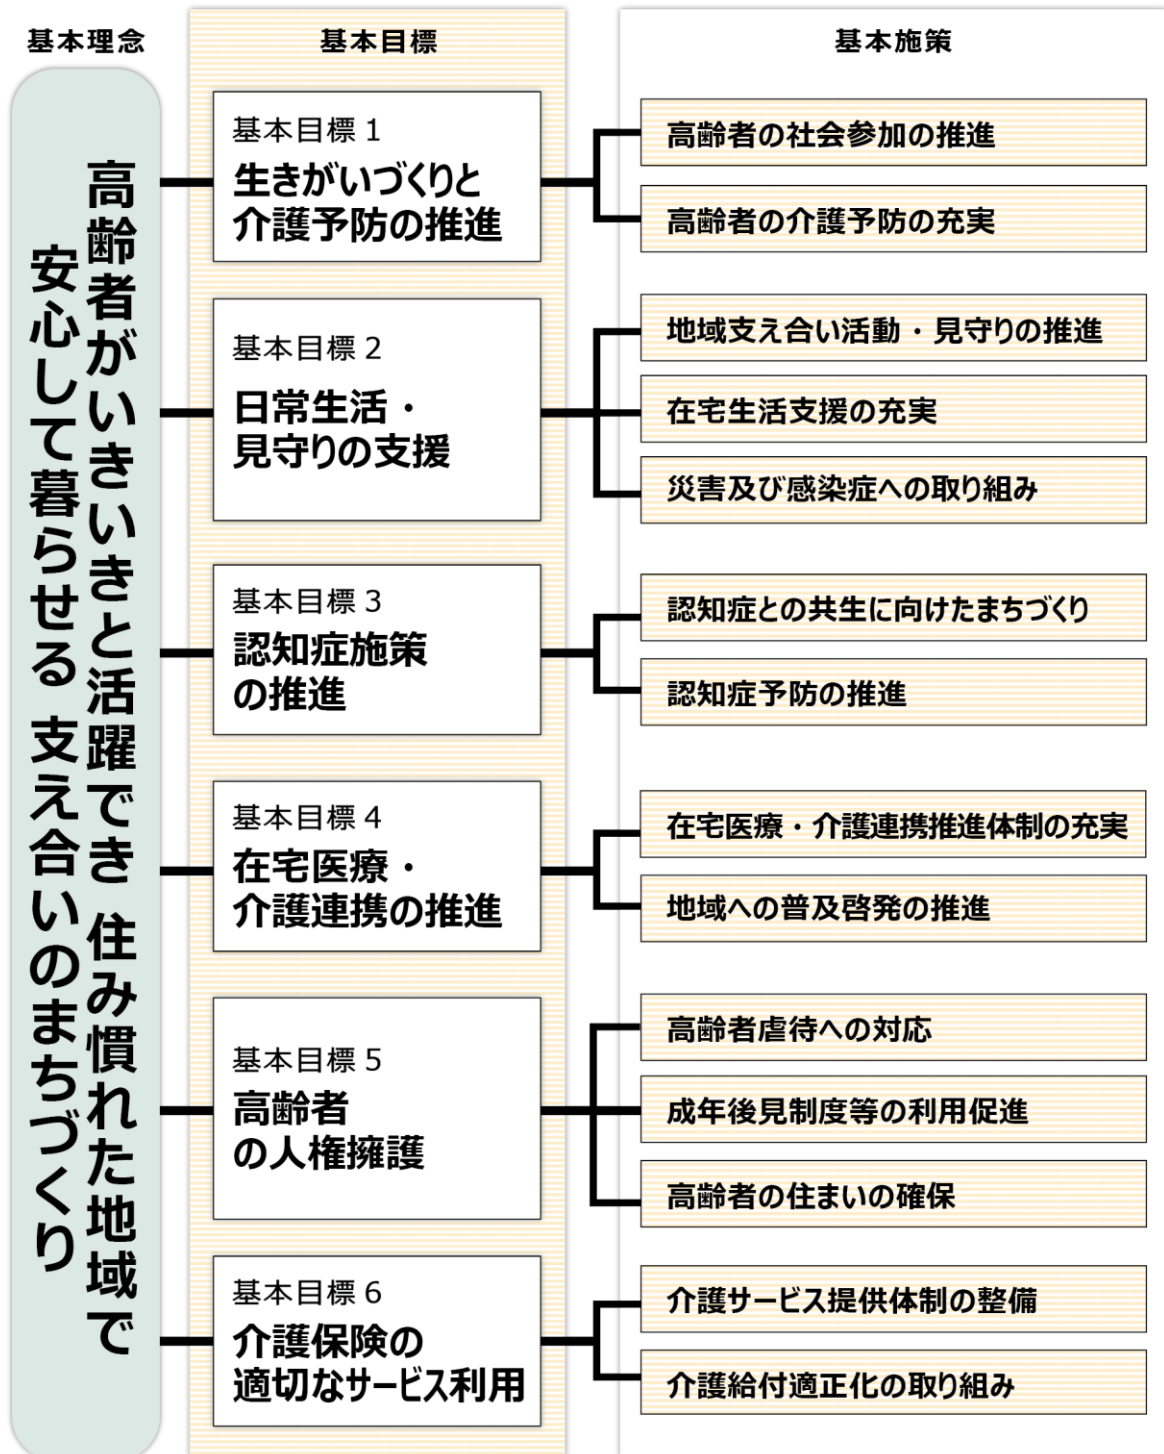 基本理念
基本目標
基本施策
高齢者がいきいきと活躍でき 住み慣れた地域で
安心して暮らせる 支え合いのまちづくり
基本目標 1
生きがいづくりと
介護予防の推進
高齢者の社会参加の推進
高齢者の介護予防の充実
基本目標 2
日常生活・
見守りの支援
地域支え合い活動・見守りの推進
在宅生活支援の充実
災害及び感染症への取り組み
基本目標 3
認知症施策
の推進
認知症との共生に向けたまちづくり
認知症予防の推進
基本目標 4
在宅医療・
介護連携の推進
在宅医療・介護連携推進体制の充実
地域への普及啓発の推進
基本目標 5
高齢者
の人権擁護
高齢者虐待への対応
成年後見制度等の利用促進
高齢者の住まいの確保
基本目標 6
介護保険の
適切なサービス利用
介護サービス提供体制の整備
介護給付適正化の取り組み